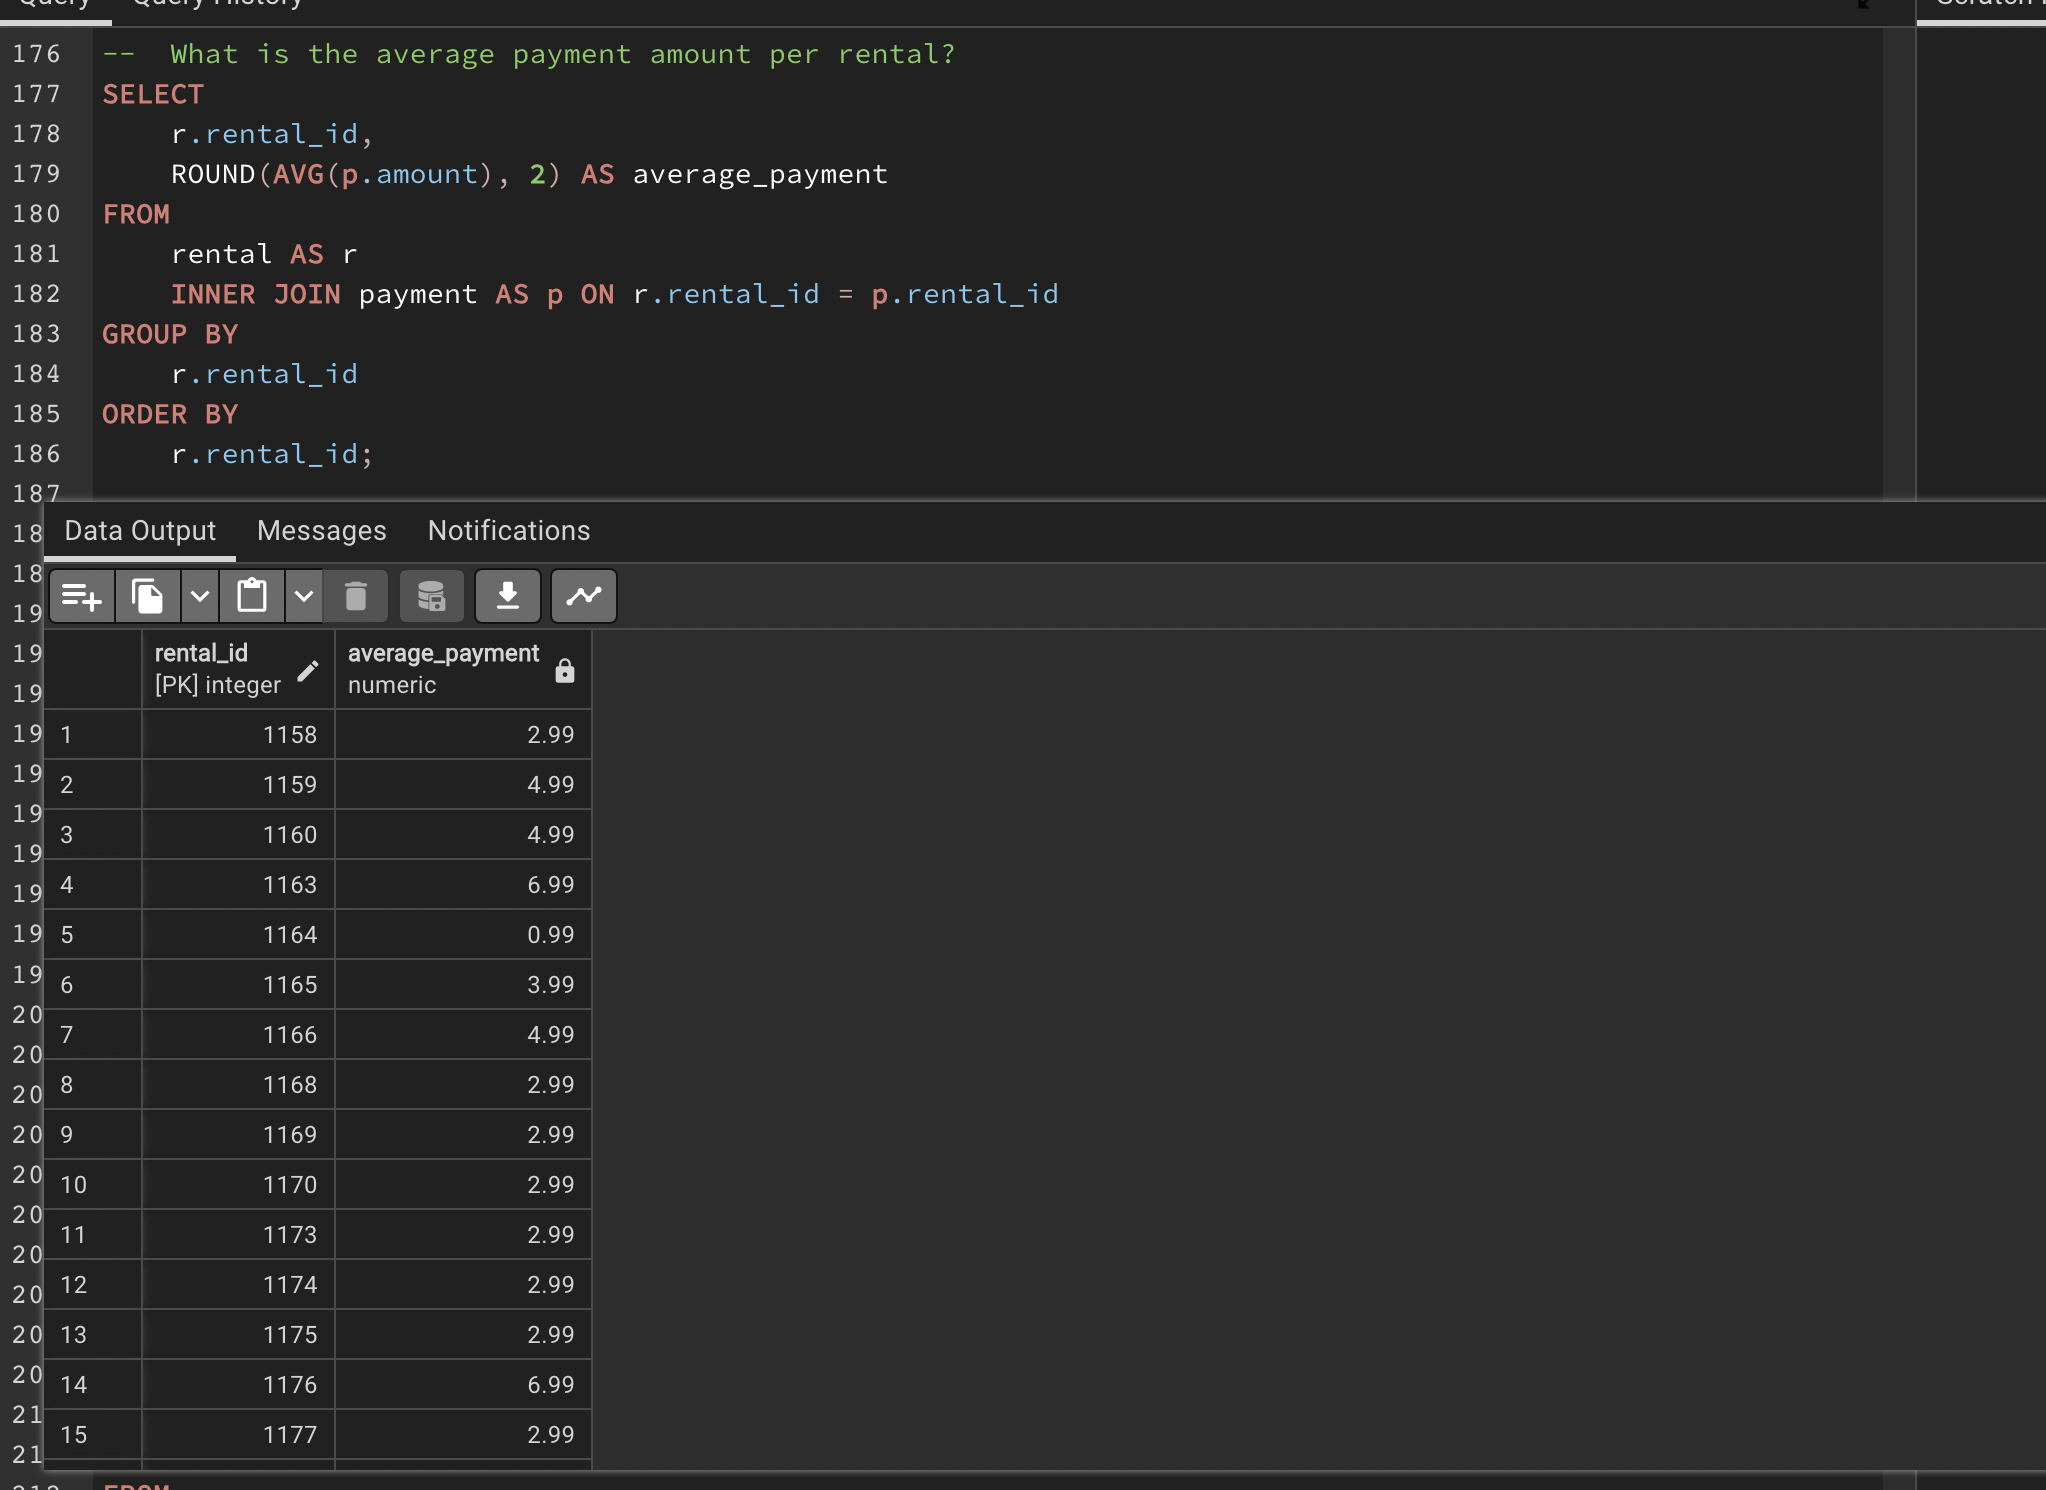 Query Query History
176 --  What is the average payment amount per rental?
177 SELECT
178 r.rental_id,
179 ROUND(AVG(p.amount), 2) AS average_payment
180 FROM
181 rental AS r
182 INNER JOIN payment AS p ON r.rental_id = p.rental_id
183 GROUP BY
184 r.rental_id
185 ORDER BY
186 r.rental_id;
187
Data Output Messages Notifications
rental_id average_payment
[PK] integer numeric
1 1158 2.99
2 1159 4.99
3 1160 4.99
4 1163 6.99
5 1164 0.99
6 1165 3.99
7 1166 4.99
8 1168 2.99
9 1169 2.99
10 1170 2.99
11 1173 2.99
12 1174 2.99
13 1175 2.99
14 1176 6.99
15 1177 2.99
FROM